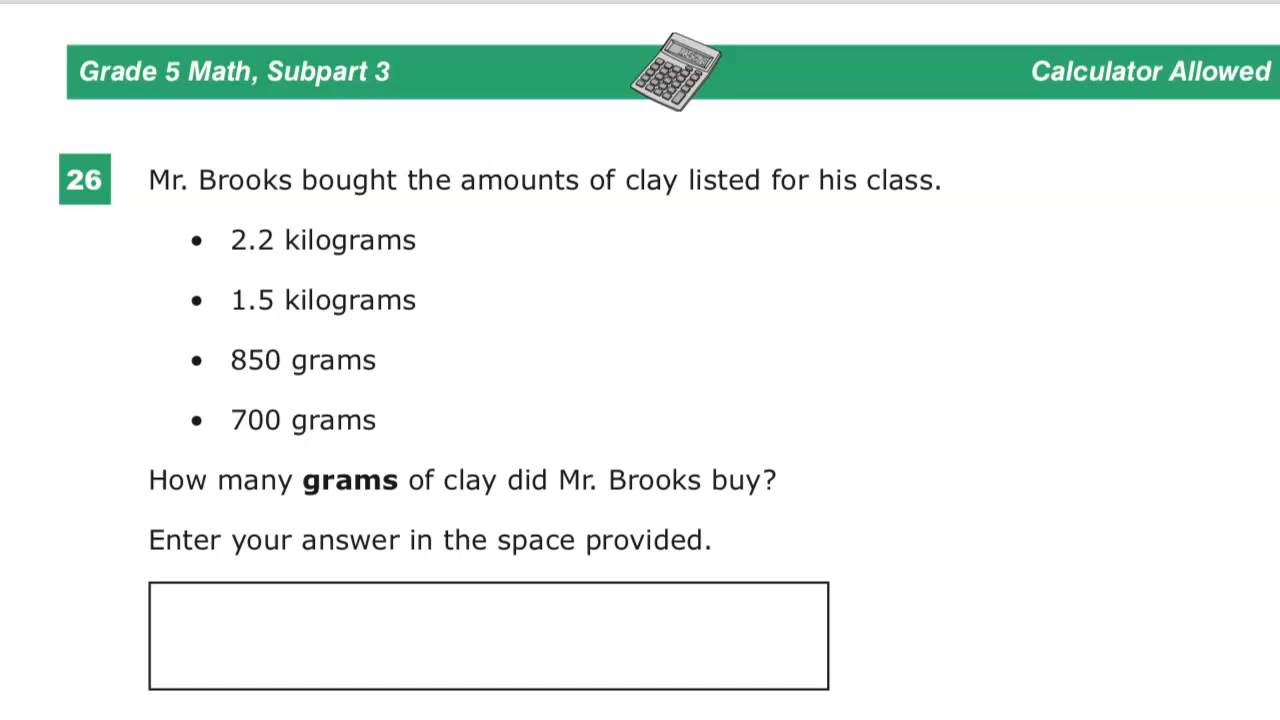 Grade 5 Math, Subpart 3
Calculator Allowed
26
Mr. Brooks bought the amounts of clay listed for his class.
• 2.2 kilograms
• 1.5 kilograms
• 850 grams
• 700 grams
How many grams of clay did Mr. Brooks buy?
Enter your answer in the space provided.